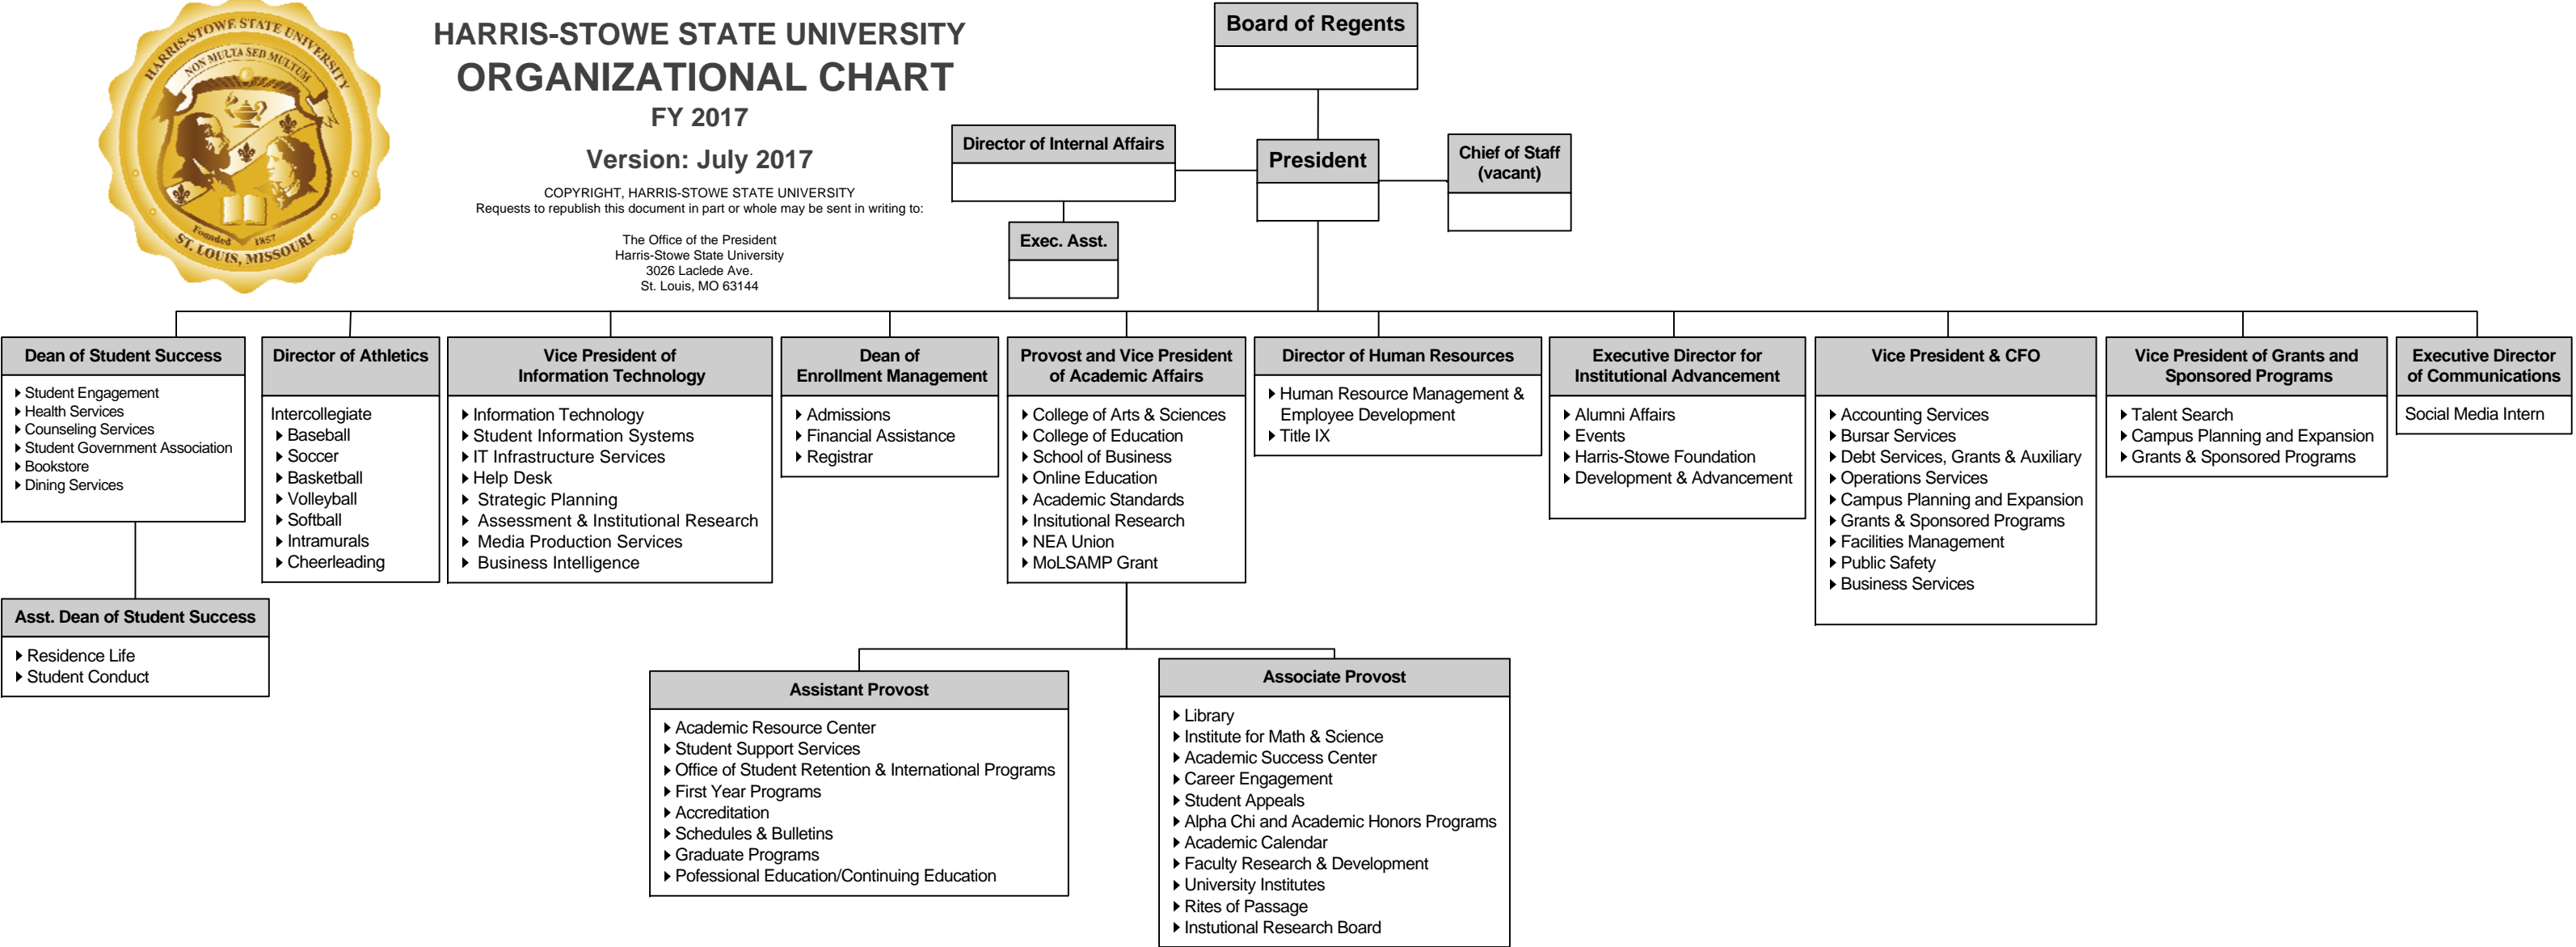 HARRIS-STOWE STATE UNIVERSITY
NON MULTA SED MULTUM
Founded 1857
ST. LOUIS, MISSOURI
HARRIS-STOWE STATE UNIVERSITY
ORGANIZATIONAL CHART
FY 2017
Version: July 2017
COPYRIGHT, HARRIS-STOWE STATE UNIVERSITY
Requests to republish this document in part or whole may be sent in writing to:
The Office of the President
Harris-Stowe State University
3026 Laclede Ave.
St. Louis, MO 63144
Board of Regents
Director of Internal Affairs
President
Chief of Staff
(vacant)
Exec. Asst.
Dean of Student Success
Student Engagement
Health Services
Counseling Services
Student Government Association
Bookstore
Dining Services
Director of Athletics
Intercollegiate
Baseball
Soccer
Basketball
Volleyball
Softball
Intramurals
Cheerleading
Vice President of
Information Technology
Information Technology
Student Information Systems
IT Infrastructure Services
Help Desk
Strategic Planning
Assessment & Institutional Research
Media Production Services
Business Intelligence
Dean of
Enrollment Management
Admissions
Financial Assistance
Registrar
Provost and Vice President
of Academic Affairs
College of Arts & Sciences
College of Education
School of Business
Online Education
Academic Standards
Insitutional Research
NEA Union
MoLSAMP Grant
Director of Human Resources
Human Resource Management &
Employee Development
Title IX
Executive Director for
Institutional Advancement
Alumni Affairs
Events
Harris-Stowe Foundation
Development & Advancement
Vice President & CFO
Accounting Services
Bursar Services
Debt Services, Grants & Auxiliary
Operations Services
Campus Planning and Expansion
Grants & Sponsored Programs
Facilities Management
Public Safety
Business Services
Vice President of Grants and
Sponsored Programs
Talent Search
Campus Planning and Expansion
Grants & Sponsored Programs
Executive Director
of Communications
Social Media Intern
Asst. Dean of Student Success
Residence Life
Student Conduct
Assistant Provost
Academic Resource Center
Student Support Services
Office of Student Retention & International Programs
First Year Programs
Accreditation
Schedules & Bulletins
Graduate Programs
Pofessional Education/Continuing Education
Associate Provost
Library
Institute for Math & Science
Academic Success Center
Career Engagement
Student Appeals
Alpha Chi and Academic Honors Programs
Academic Calendar
Faculty Research & Development
University Institutes
Rites of Passage
Instutional Research Board